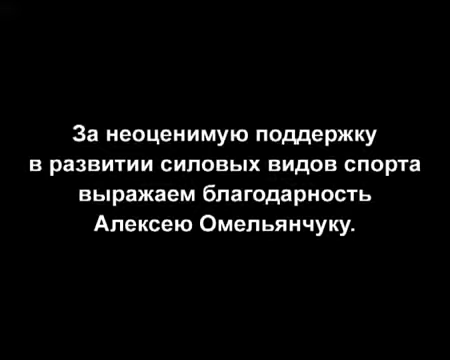 За неоценимую поддержку
в развитии силовых видов спорта
выражаем благодарность
Алексею Омельянчуку.